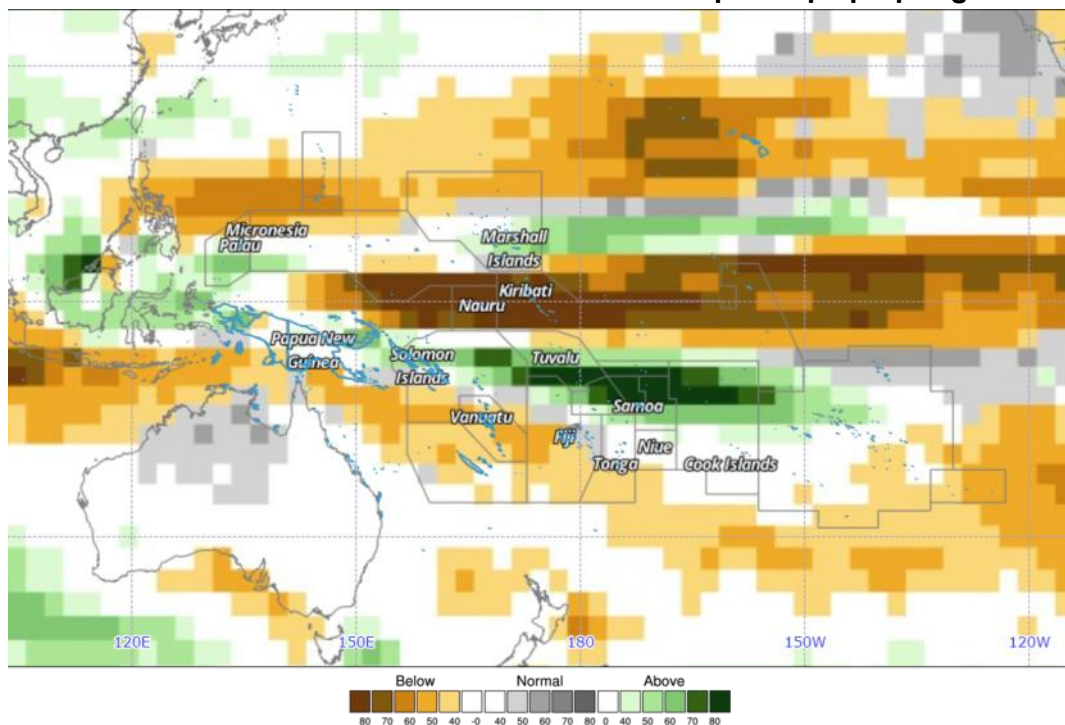 Micronesia
Palau
Marshall
Islands
Kiribati
Nauru
Papua New
Guinea
Solomon
Islands
Tuvalu
Samoa
Vanuatu
Fiji
Niue
Tonga
Cook Islands
120E 150E 180 150W 120W
Below Normal Above
80 70 60 50 40 -0 40 50 60 70 80 0 40 50 60 70 80